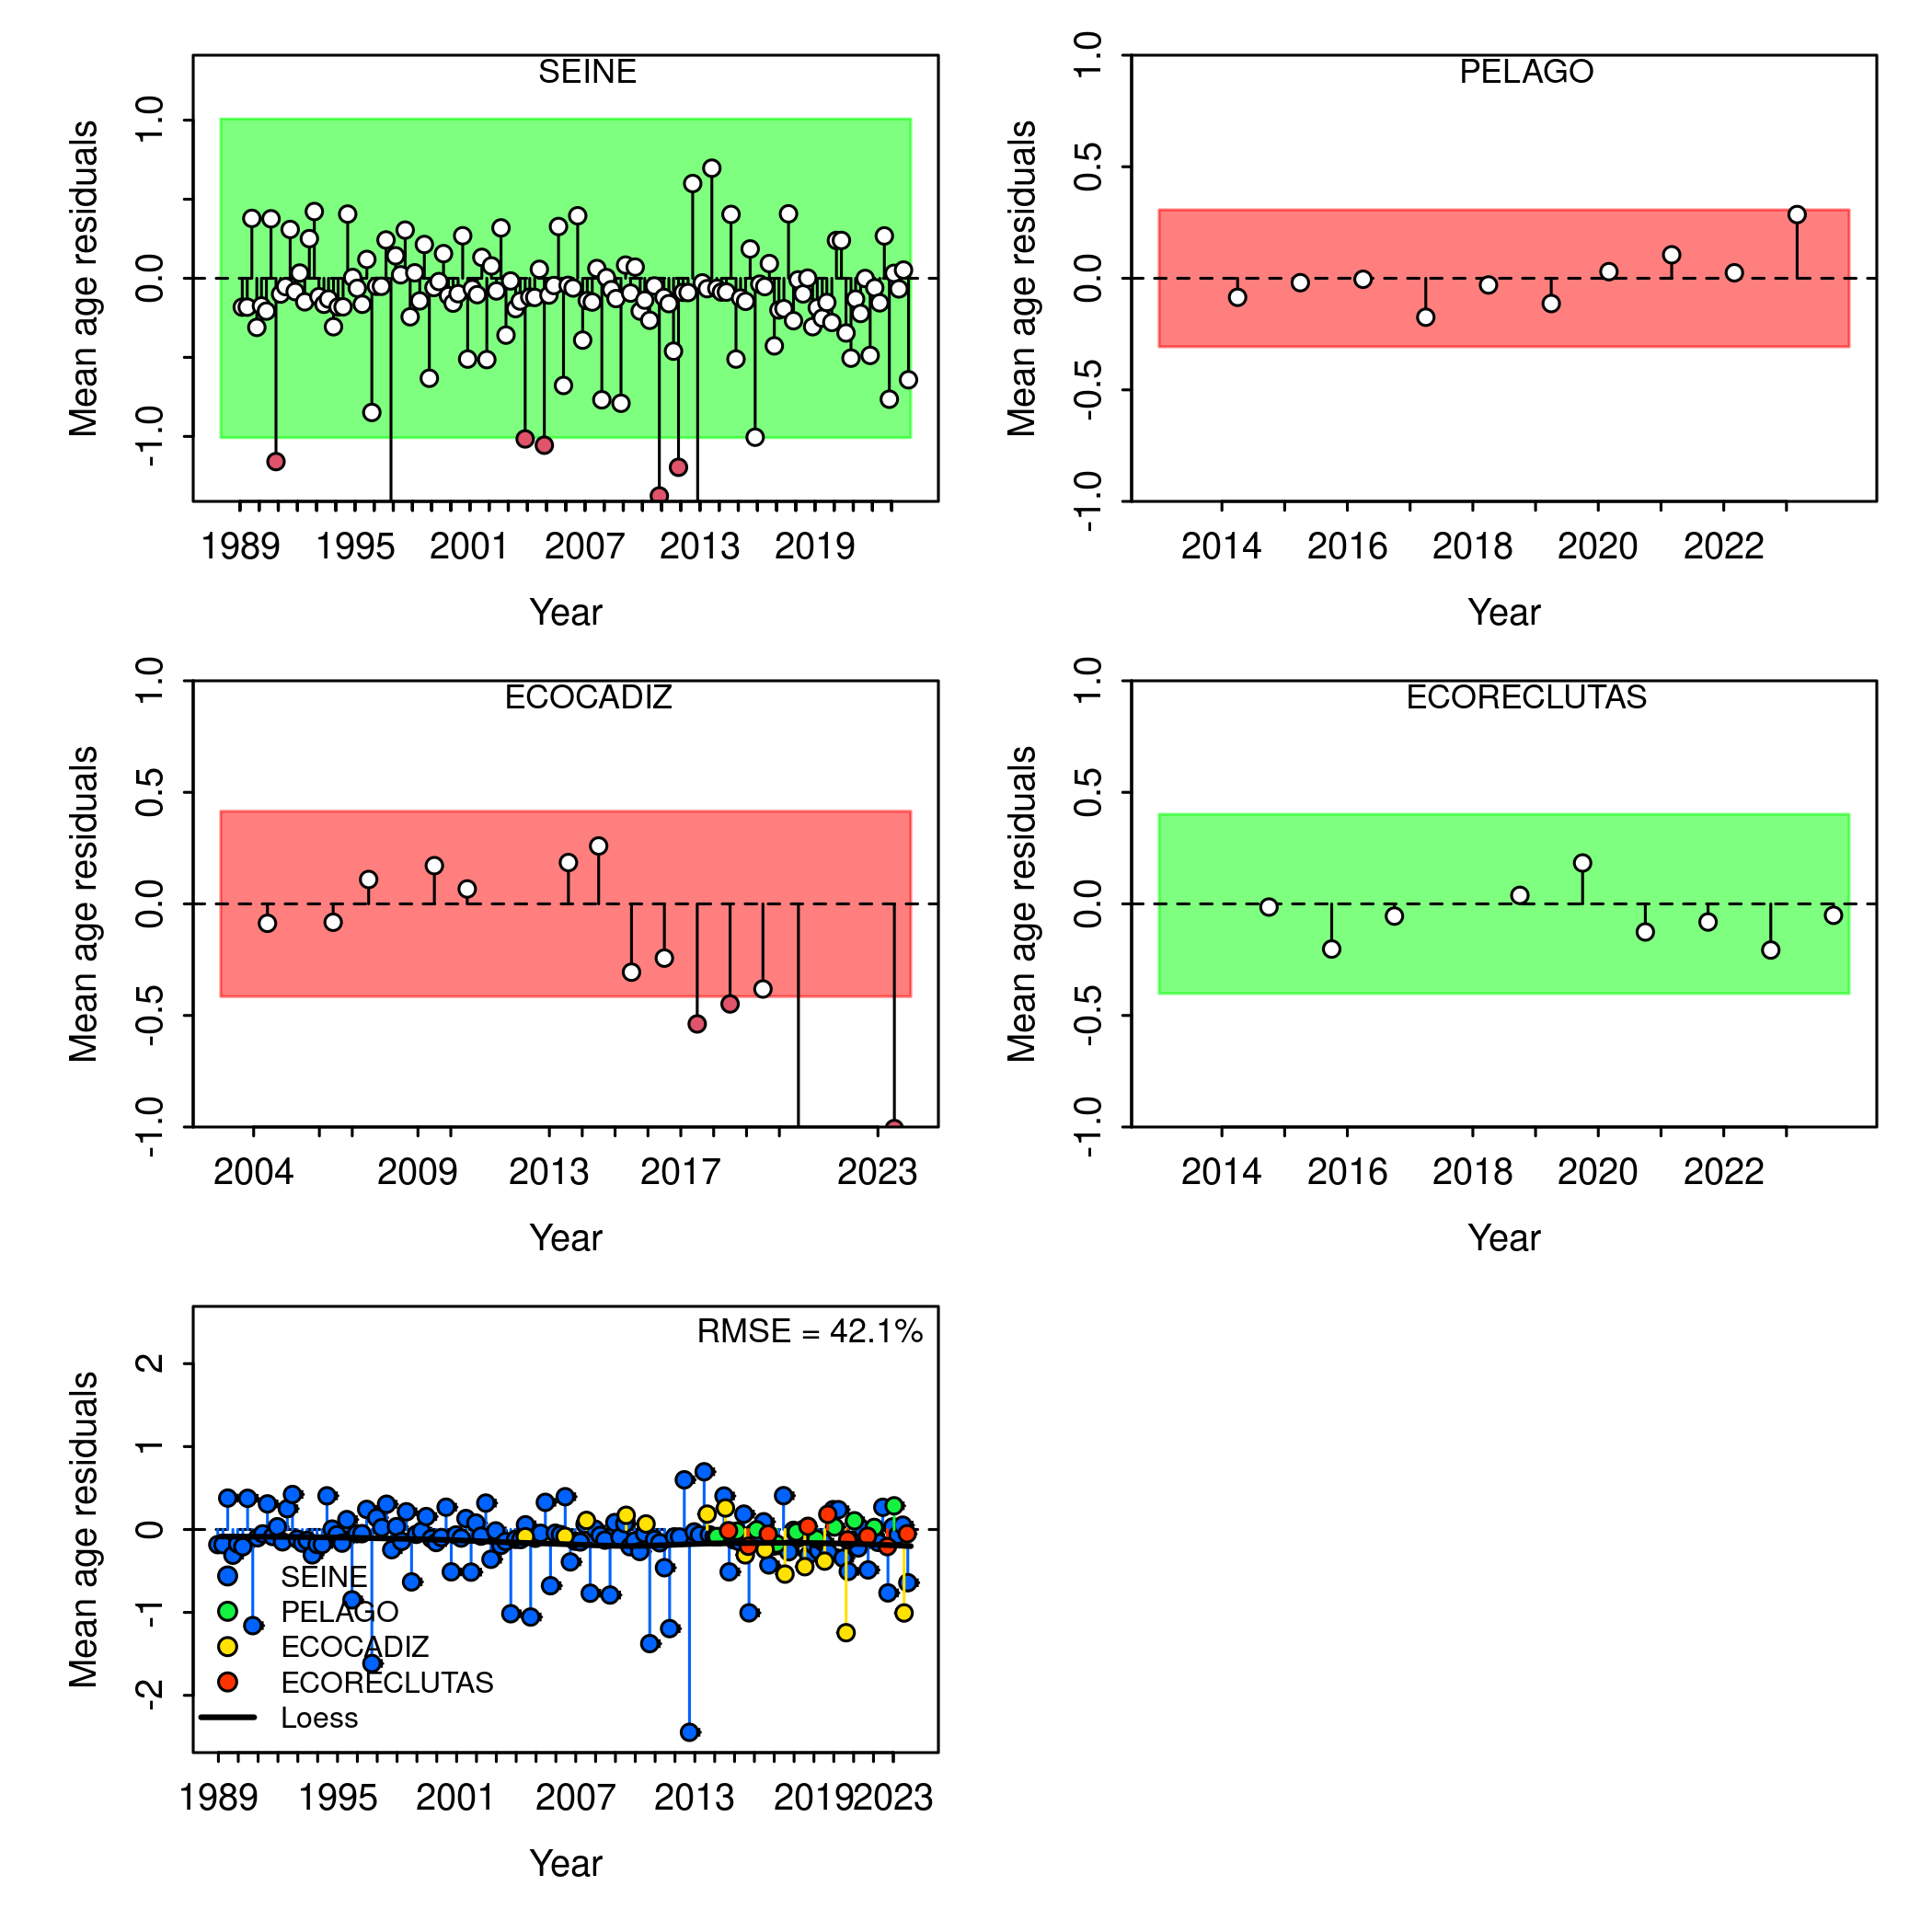 SEINE
Mean age residuals
1.0
0.0
-1.0
1989 1995 2001 2007 2013 2019
Year
PELAGO
Mean age residuals
1.0
0.5
0.0
-0.5
-1.0
2014 2016 2018 2020 2022
Year
ECOCADIZ
Mean age residuals
1.0
0.5
0.0
-0.5
-1.0
2004 2009 2013 2017 2023
Year
ECORECLUTAS
Mean age residuals
1.0
0.5
0.0
-0.5
-1.0
2014 2016 2018 2020 2022
Year
RMSE = 42.1%
Mean age residuals
2
1
0
-1
-2
SEINE
PELAGO
ECOCADIZ
ECORECLUTAS
Loess
1989 1995 2001 2007 2013 2019 2023
Year